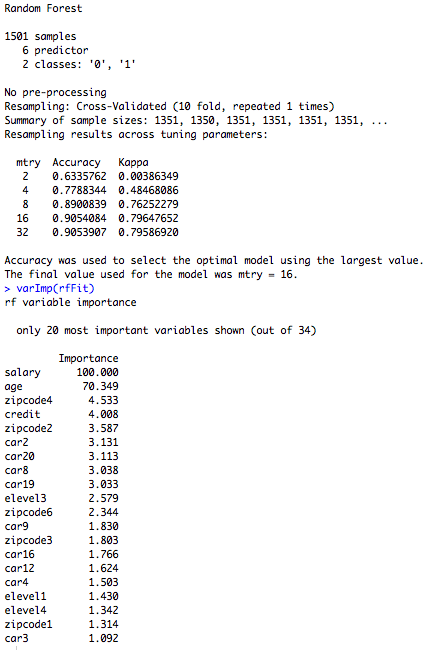 Random Forest
1501 samples
6 predictor
2 classes: '0', '1'
No pre-processing
Resampling: Cross-Validated (10 fold, repeated 1 times)
Summary of sample sizes: 1351, 1350, 1351, 1351, 1351, 1351, ...
Resampling results across tuning parameters:
mtry Accuracy Kappa
2 0.6335762 0.00386349
4 0.7788344 0.48468086
8 0.8900839 0.76252279
16 0.9054084 0.79647652
32 0.9053907 0.79586920
Accuracy was used to select the optimal model using the largest value.
The final value used for the model was mtry = 16.
> varImp(rfFit)
rf variable importance
only 20 most important variables shown (out of 34)
Importance
salary 100.000
age 70.349
zipcode4 4.533
credit 4.008
zipcode2 3.587
car2 3.131
car20 3.113
car8 3.038
car19 3.033
elevel3 2.579
zipcode6 2.344
car9 1.830
zipcode3 1.803
car16 1.766
car12 1.624
car4 1.503
elevel1 1.430
elevel4 1.342
zipcode1 1.314
car3 1.092